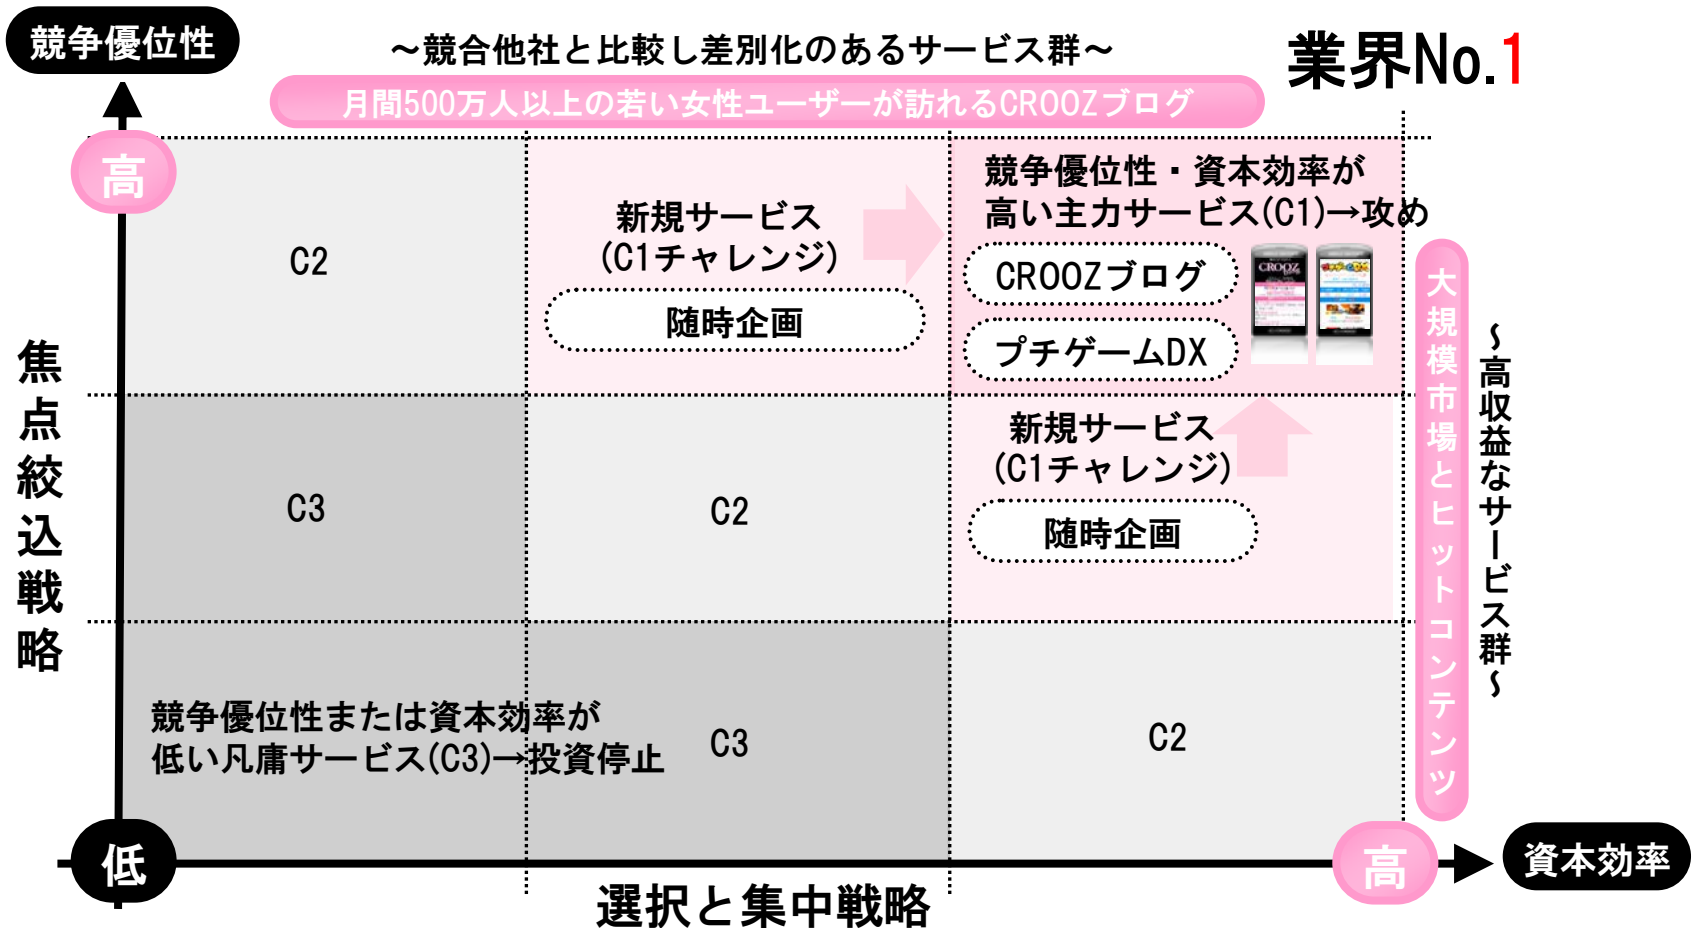 競争優位性
～競合他社と比較し差別化のあるサービス群～
業界No.1
月間500万人以上の若い女性ユーザーが訪れるCROOZブログ
高
C2
新規サービス
(C1チャレンジ)
随時企画
競争優位性・資本効率が
高い主力サービス(C1)→攻め
CROOZブログ
プチゲームDX
CROOZ
焦点絞込戦略
C3
C2
新規サービス
(C1チャレンジ)
随時企画
大規模市場とヒットコンテンツ
～高収益なサービス群～
競争優位性または資本効率が
低い凡庸サービス(C3)→投資停止
C3
C2
低
高
資本効率
選択と集中戦略